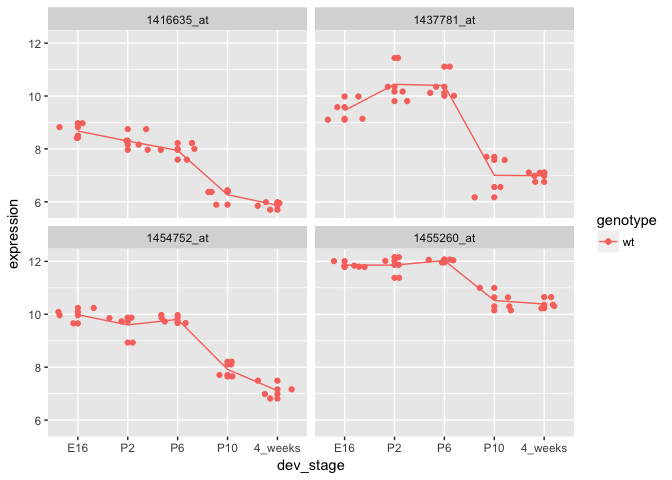 1416635_at
1437781_at
12
10
8
6
1454752_at
1455260_at
12
10
8
6
E16 P2 P6 P10 4_weeks
E16 P2 P6 P10 4_weeks
dev_stage
expression
genotype
wt